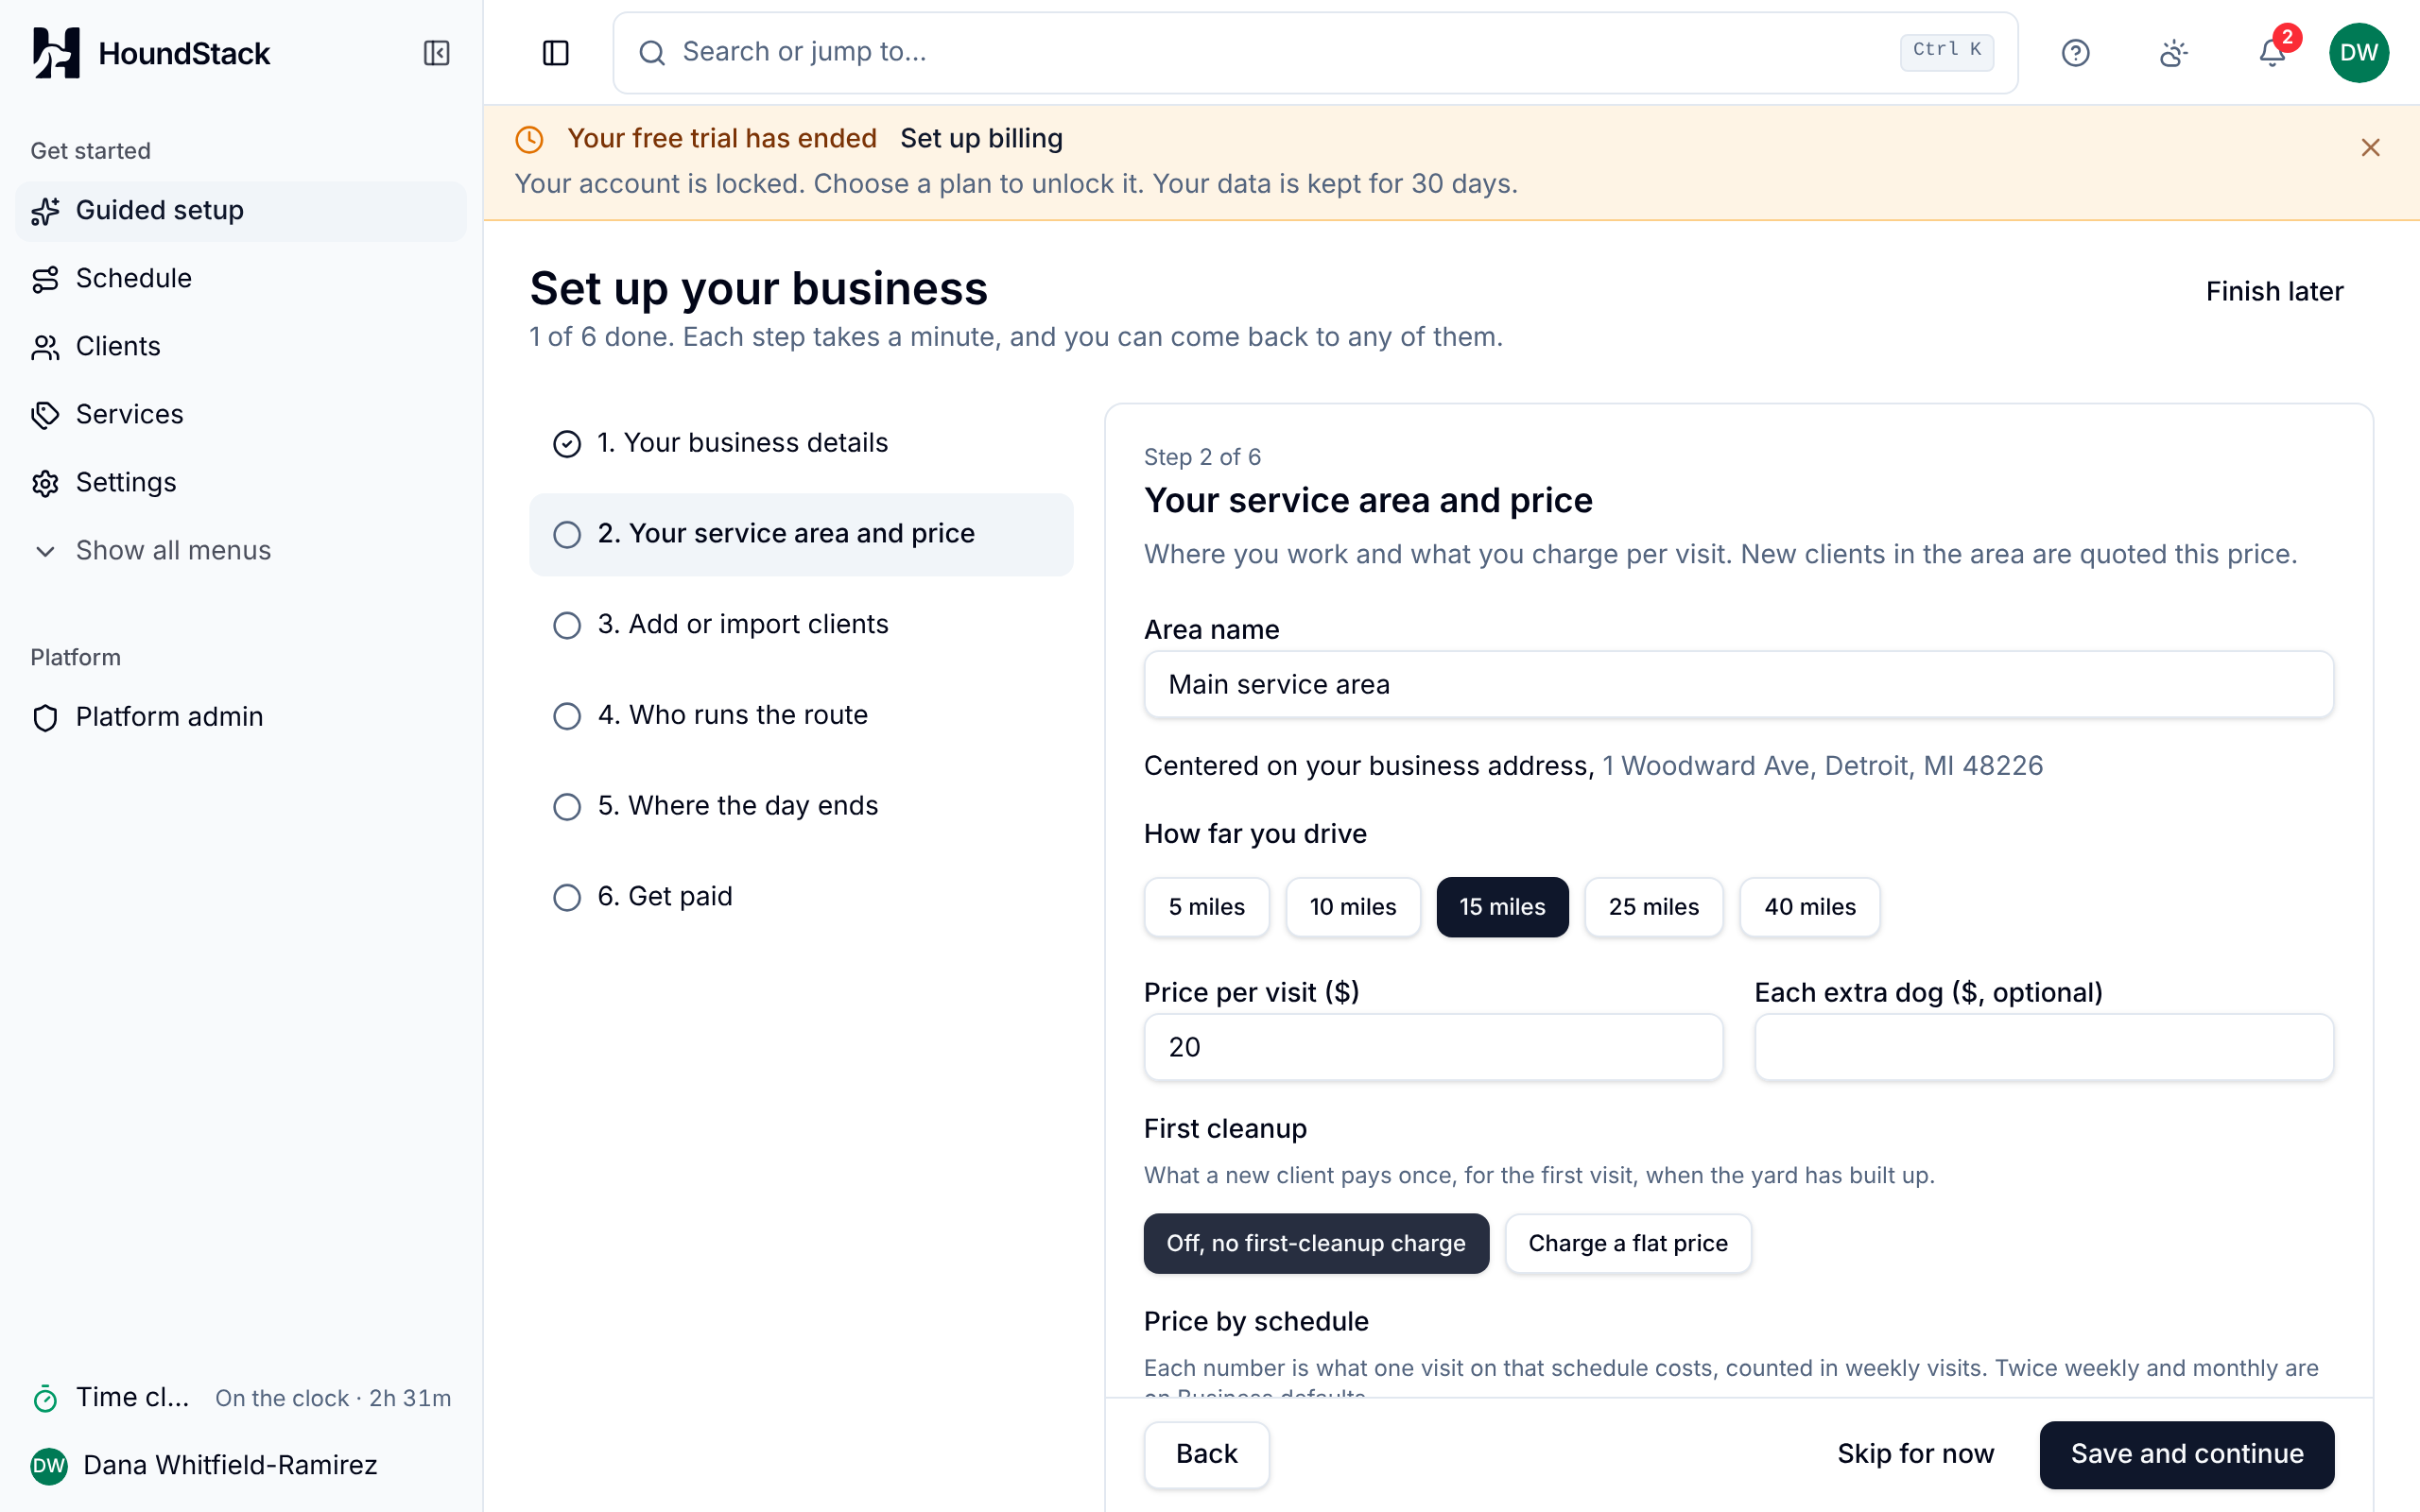 HoundStack
Search or jump to...
Ctrl K
2
DW
Get started
Guided setup
Schedule
Clients
Services
Settings
Show all menus
Platform
Platform admin
Time cl... On the clock · 2h 31m
DW Dana Whitfield-Ramirez
Your free trial has ended Set up billing
Your account is locked. Choose a plan to unlock it. Your data is kept for 30 days.
Set up your business
Finish later
1 of 6 done. Each step takes a minute, and you can come back to any of them.
1. Your business details
2. Your service area and price
3. Add or import clients
4. Who runs the route
5. Where the day ends
6. Get paid
Step 2 of 6
Your service area and price
Where you work and what you charge per visit. New clients in the area are quoted this price.
Area name
Main service area
Centered on your business address, 1 Woodward Ave, Detroit, MI 48226
How far you drive
5 miles 10 miles 15 miles 25 miles 40 miles
Price per visit ($) Each extra dog ($, optional)
20
First cleanup
What a new client pays once, for the first visit, when the yard has built up.
Off, no first-cleanup charge Charge a flat price
Price by schedule
Each number is what one visit on that schedule costs, counted in weekly visits. Twice weekly and monthly are
on Business defaults.
Back Skip for now Save and continue